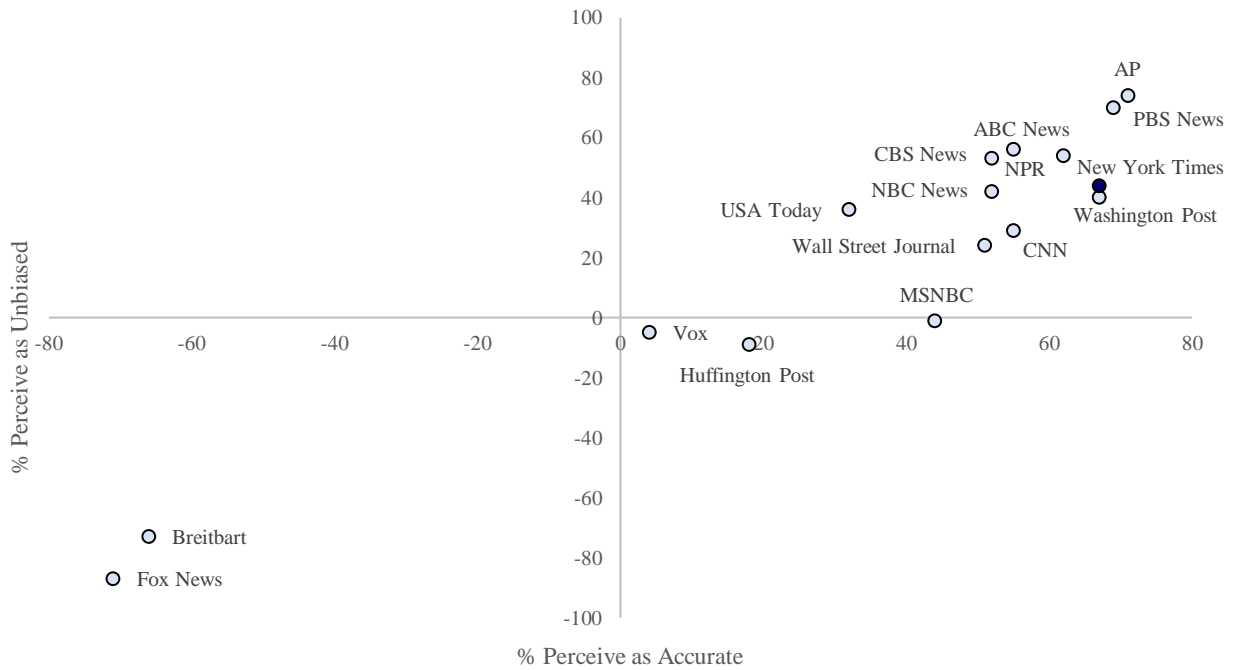 100
80
60
40
20
0
-20
-40
-60
-80
-100
-80
-60
-40
-20
0
20
40
60
80
AP
PBS News
ABC News
CBS News
NPR
New York Times
NBC News
USA Today
Washington Post
Wall Street Journal
CNN
MSNBC
Vox
Huffington Post
Breitbart
Fox News
% Perceive as Unbiased
% Perceive as Accurate